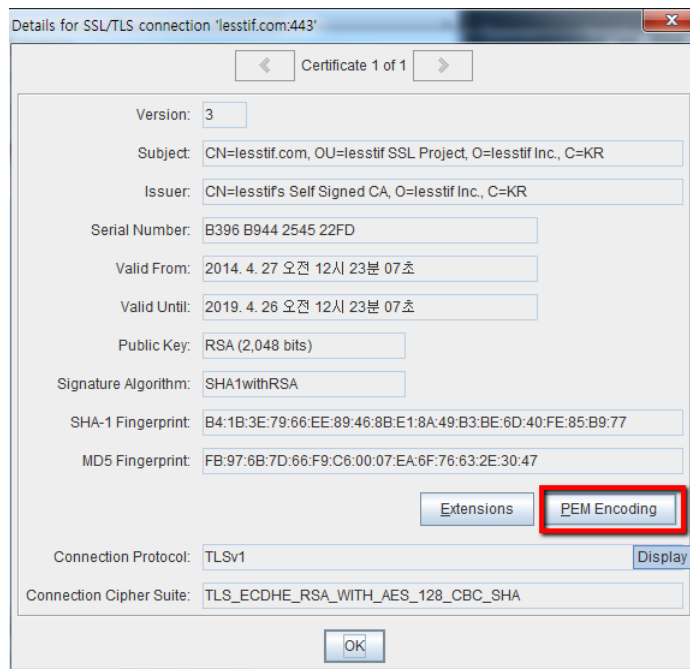 Details for SSL/TLS connection 'lesstif.com:443'
Certificate 1 of 1
Version: 3
Subject: CN=lesstif.com, OU=lesstif SSL Project, O=lesstif Inc., C=KR
Issuer: CN=lesstif's Self Signed CA, O=lesstif Inc., C=KR
Serial Number: B396 B944 2545 22FD
Valid From: 2014. 4. 27 오전 12시 23분 07초
Valid Until: 2019. 4. 26 오전 12시 23분 07초
Public Key: RSA (2,048 bits)
Signature Algorithm: SHA1withRSA
SHA-1 Fingerprint: B4:1B:3E:79:66:EE:89:46:8B:E1:8A:49:B3:BE:6D:40:FE:85:B9:77
MD5 Fingerprint: FB:97:6B:7D:66:F9:C6:00:07:EA:6F:76:63:2E:30:47
Extensions PEM Encoding
Connection Protocol: TLSv1 Display
Connection Cipher Suite: TLS_ECDHE_RSA_WITH_AES_128_CBC_SHA
OK